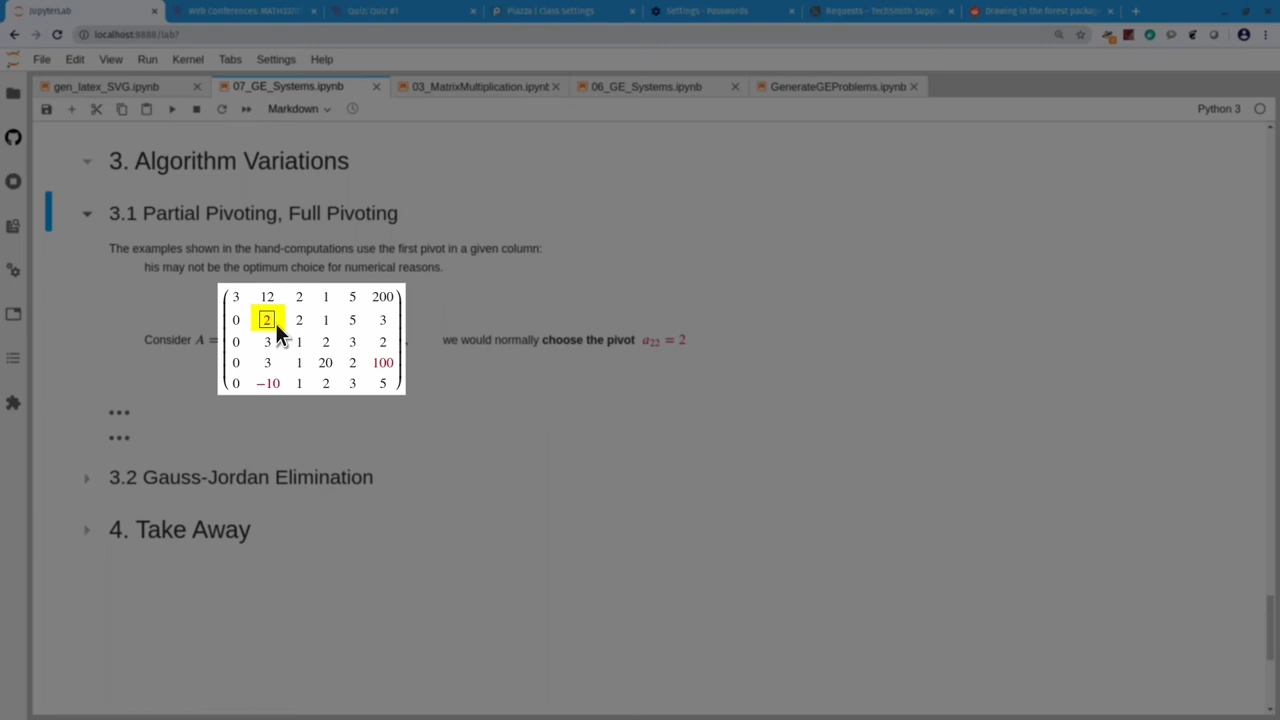 JupyterLab
Web Conferences: MATH3370
Quiz: Quiz #1
Piazza | Class Settings
Settings - Passwords
Requests – TechSmith Supp
Drawing in the forest packag
localhost:8888/lab?
File Edit View Run Kernel Tabs Settings Help
gen_latex_SVG.ipynb
07_GE_Systems.ipynb
03_MatrixMultiplication.ipynb
06_GE_Systems.ipynb
GenerateGEProblems.ipynb
Markdown
Python 3
3. Algorithm Variations
3.1 Partial Pivoting, Full Pivoting
The examples shown in the hand-computations use the first pivot in a given column:
his may not be the optimum choice for numerical reasons.
3 12 2 1 5 200
0 2 2 1 5 3
Consider A = , we would normally choose the pivot a22 = 2
0 3 1 2 3 2
0 3 1 20 2 100
0 −10 1 2 3 5
•••
•••
3.2 Gauss-Jordan Elimination
4. Take Away